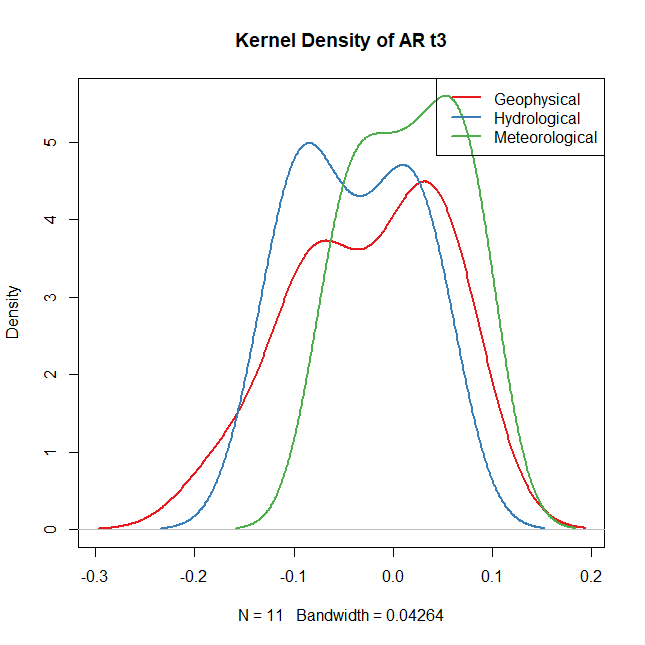 Kernel Density of AR t3
Geophysical
Hydrological
Meteorological
Density
5
4
3
2
1
0
-0.3 -0.2 -0.1 0.0 0.1 0.2
N = 11 Bandwidth = 0.04264